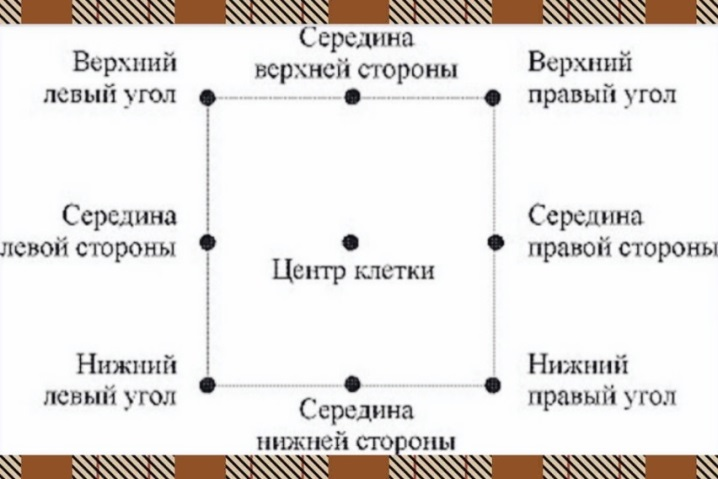 Середина
верхней стороны
Верхний
левый угол
Верхний
правый угол
Середина
левой стороны
Центр клетки
Середина
правой стороны
Нижний
левый угол
Середина
нижней стороны
Нижний
правый угол